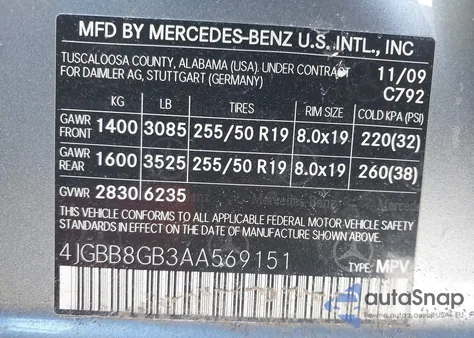 MFD BY MERCEDES-BENZ U.S. INTL., INC
TUSCALOOSA COUNTY, ALABAMA (USA). UNDER CONTRACT 11/09
FOR DAIMLER AG, STUTTGART (GERMANY) C792
KG LB TIRES RIM SIZE COLD KPA (PSI)
GAWR FRONT 1400 3085 255/50 R19 8.0x19 220(32)
GAWR REAR 1600 3525 255/50 R19 8.0x19 260(38)
GVWR 2830 6235
THIS VEHICLE CONFORMS TO ALL APPLICABLE FEDERAL MOTOR VEHICLE SAFETY
STANDARDS IN EFFECT ON THE DATE OF MANUFACTURE SHOWN ABOVE.
4JGBB8GB3AA569151 TYPE: MPV
autoSnap